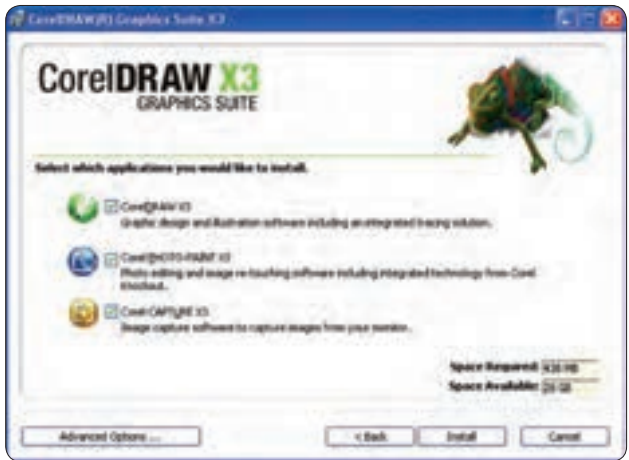 CorelDRAW(R) Graphics Suite X3
CorelDRAW X3
GRAPHICS SUITE
Select which applications you would like to install.
CorelDRAW X3
Graphic design and illustration software including an integrated tracing solution.
Corel PHOTO-PAINT X3
Photo editing and image re-touching software including integrated technology from Corel
Knockout.
Corel CAPTURE X3
Image capture software to capture images from your monitor.
Space Required:
Space Available:
Advanced Options ...
< Back
Install
Cancel